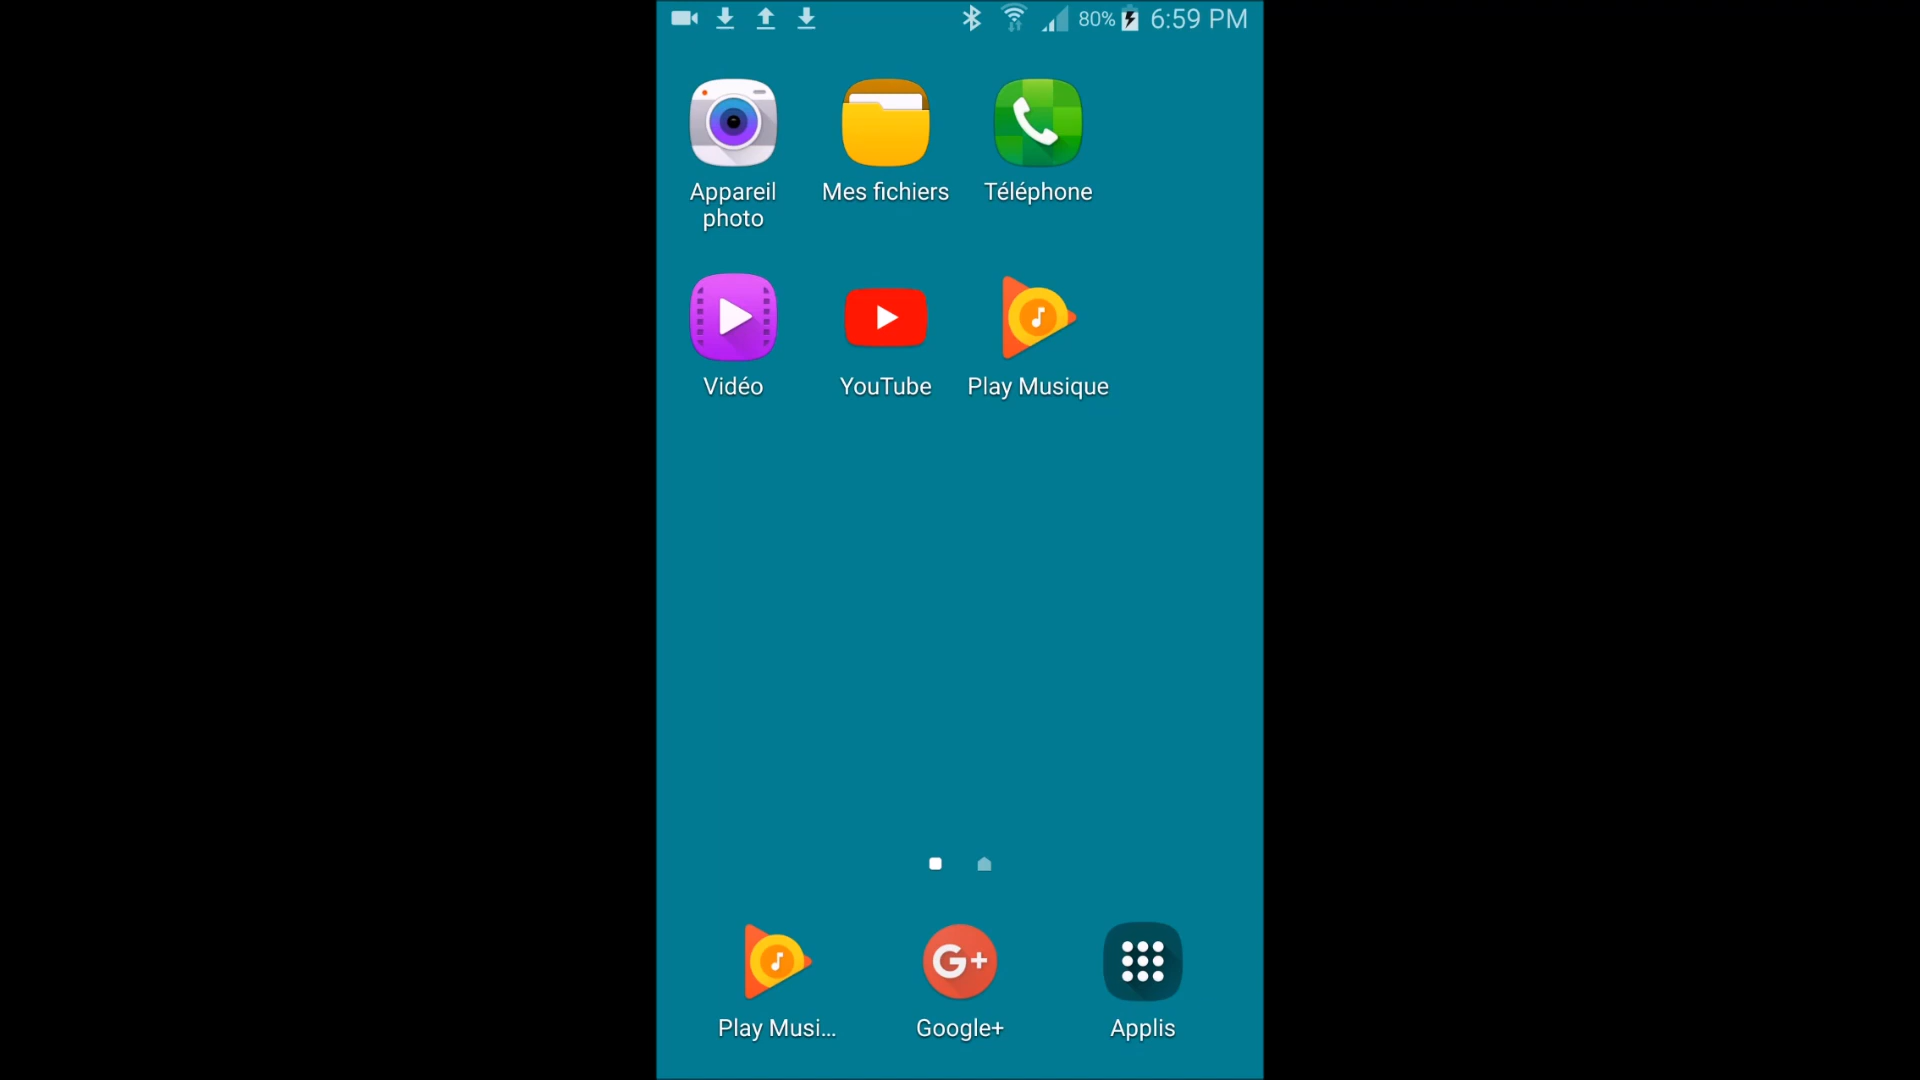 80% 6:59 PM
Appareil
photo
Mes fichiers
Téléphone
Vidéo
YouTube
Play Musique
Play Musi...
G+
Google+
Applis